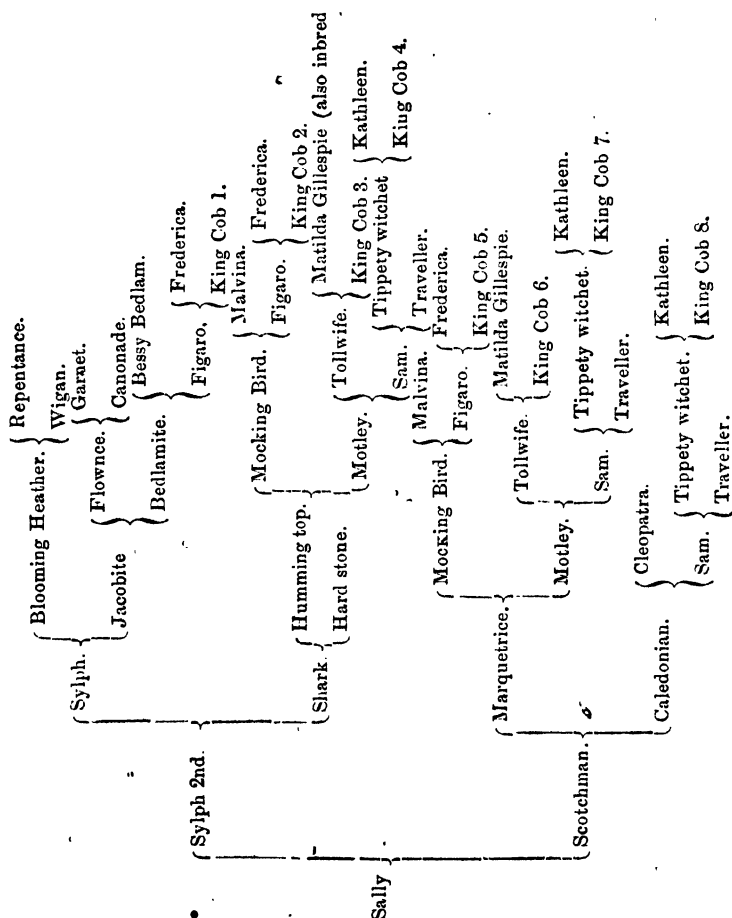 Repentance.
Blooming Heather.
Wigan.
Sylph. Garnet.
Flownce.
Jacobite Canonade.
Bessy Bedlam.
Bedlamite.
Frederica.
Sylph 2nd. Figaro.
King Cob 1.
Malvina.
Mocking Bird. Frederica.
Figaro.
Humming top. King Cob 2.
Shark. Matilda Gillespie (also inbred
Hard stone. Tollwife.
Motley. King Cob 3. Kathleen.
Sally Tippety witchet
Sam. Kiug Cob 4.
Malvina. Traveller.
Mocking Bird. Frederica.
Figaro.
King Cob 5.
Marquetrice. Matilda Gillespie.
Tollwife.
King Cob 6.
Motley. Kathleen.
Scotchman. Tippety witchet.
Sam. King Cob 7.
Traveller.
Cleopatra.
Caledonian. Kathleen.
Tippety witchet.
Sam. King Cob 8.
Traveller.